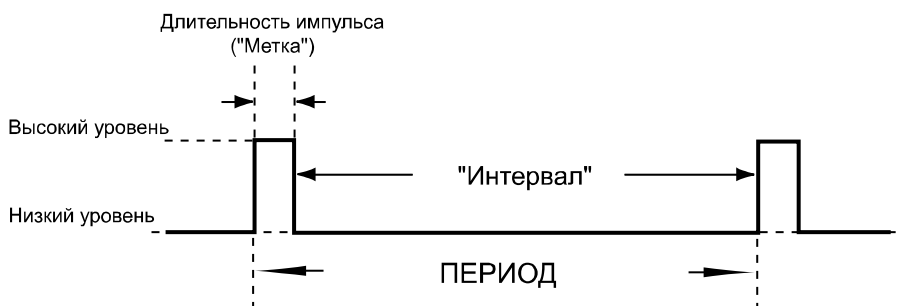 Длительность импульса
("Метка")
Высокий уровень
"Интервал"
Низкий уровень
ПЕРИОД